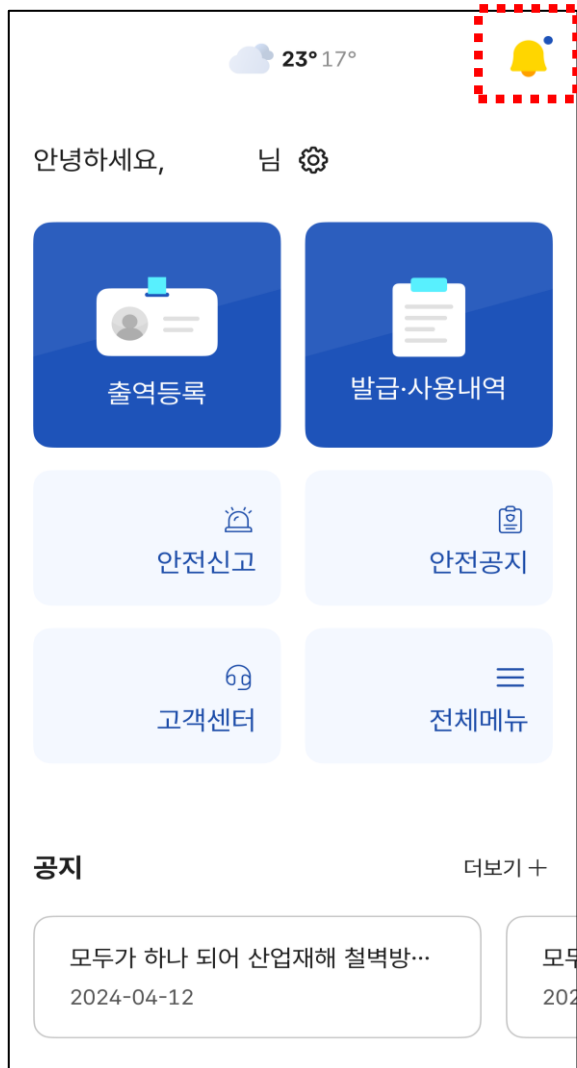 23° 17°
안녕하세요, 님
출역등록 발급·사용내역
안전신고 안전공지
고객센터 전체메뉴
공지 더보기 +
모두가 하나 되어 산업재해 철벽방…
2024-04-12